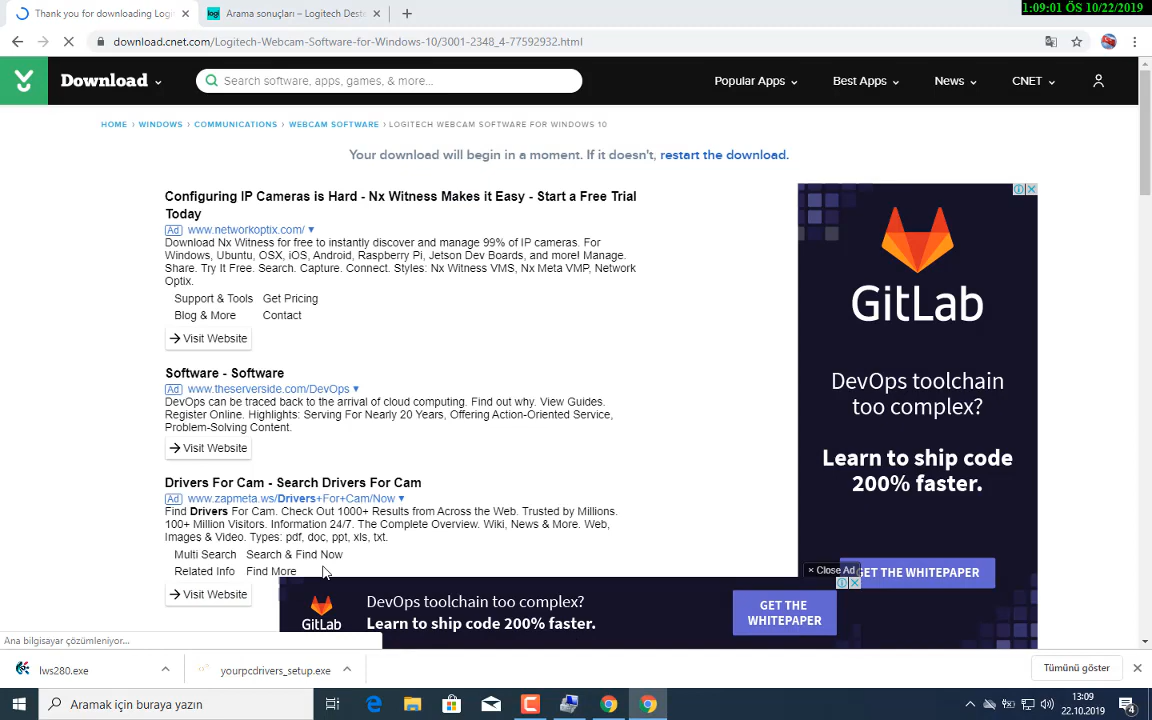 Thank you for downloading Logi
Arama sonuçları – Logitech Dest
1:09:01 ÖS 10/22/2019
download.cnet.com/Logitech-Webcam-Software-for-Windows-10/3001-2348_4-77592932.html
Download
Search software, apps, games, & more...
Popular Apps
Best Apps
News
CNET
HOME › WINDOWS › COMMUNICATIONS › WEBCAM SOFTWARE › LOGITECH WEBCAM SOFTWARE FOR WINDOWS 10
Your download will begin in a moment. If it doesn't, restart the download.
Configuring IP Cameras is Hard - Nx Witness Makes it Easy - Start a Free Trial
Today
Ad www.networkoptix.com/
Download Nx Witness for free to instantly discover and manage 99% of IP cameras. For
Windows, Ubuntu, OSX, iOS, Android, Raspberry Pi, Jetson Dev Boards, and more! Manage.
Share. Try It Free. Search. Capture. Connect. Styles: Nx Witness VMS, Nx Meta VMP, Network
Optix.
Support & Tools Get Pricing
Blog & More Contact
Visit Website
Software - Software
Ad www.theserverside.com/DevOps
DevOps can be traced back to the arrival of cloud computing. Find out why. View Guides.
Register Online. Highlights: Serving For Nearly 20 Years, Offering Action-Oriented Service,
Problem-Solving Content.
Visit Website
Drivers For Cam - Search Drivers For Cam
Ad www.zapmeta.ws/Drivers+For+Cam/Now
Find Drivers For Cam. Check Out 1000+ Results from Across the Web. Trusted by Millions.
100+ Million Visitors. Information 24/7. The Complete Overview. Wiki, News & More. Web,
Images & Video. Types: pdf, doc, ppt, xls, txt.
Multi Search Search & Find Now
Related Info Find More
Visit Website
GitLab
DevOps toolchain
too complex?
Learn to ship code
200% faster.
GET THE WHITEPAPER
× Close Ad
GitLab
DevOps toolchain too complex?
Learn to ship code 200% faster.
GET THE
WHITEPAPER
Ana bilgisayar çözümleniyor...
lws280.exe
yourpcdrivers_setup.exe
Tümünü göster
Aramak için buraya yazın
13:09
22.10.2019
4